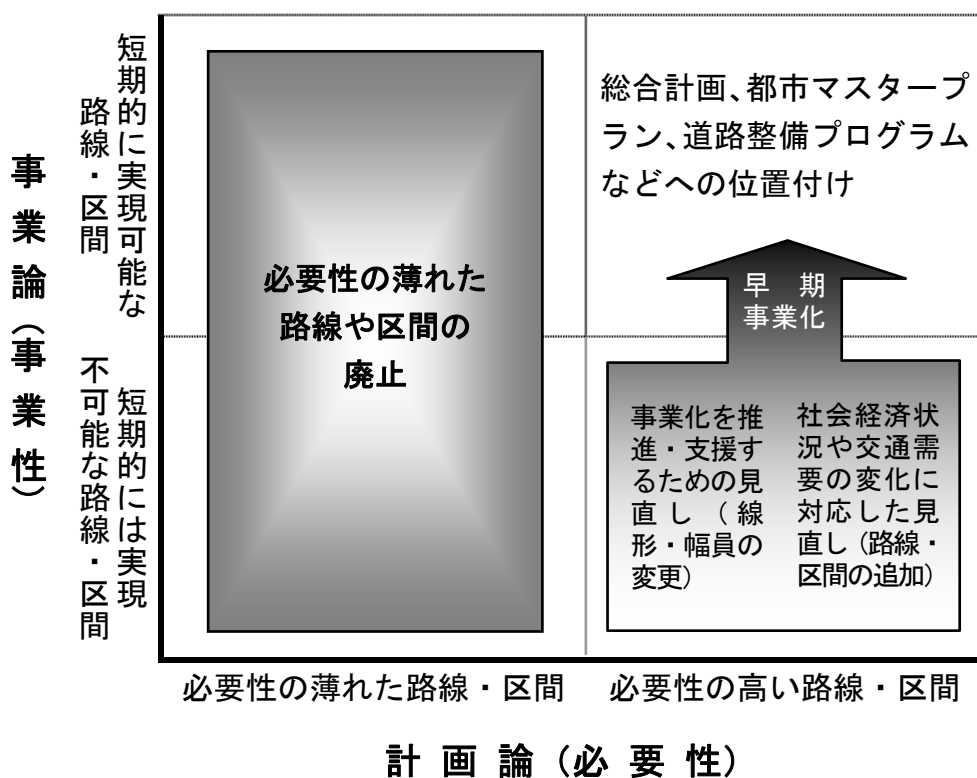 事業論（事業性）
短期的に実現可能な
路線・区間
短期的には実現
不可能な路線・区間
必要性の薄れた
路線や区間の
廃止
総合計画、都市マスタープ
ラン、道路整備プログラム
などへの位置付け
早　期
事業化
事業化を推
進・支援す
るための見
直し（線
形・幅員の
変更）
社会経済状
況や交通需
要の変化に
対応した見
直し（路線・
区間の追加）
必要性の薄れた路線・区間
必要性の高い路線・区間
計 画 論（必 要 性）